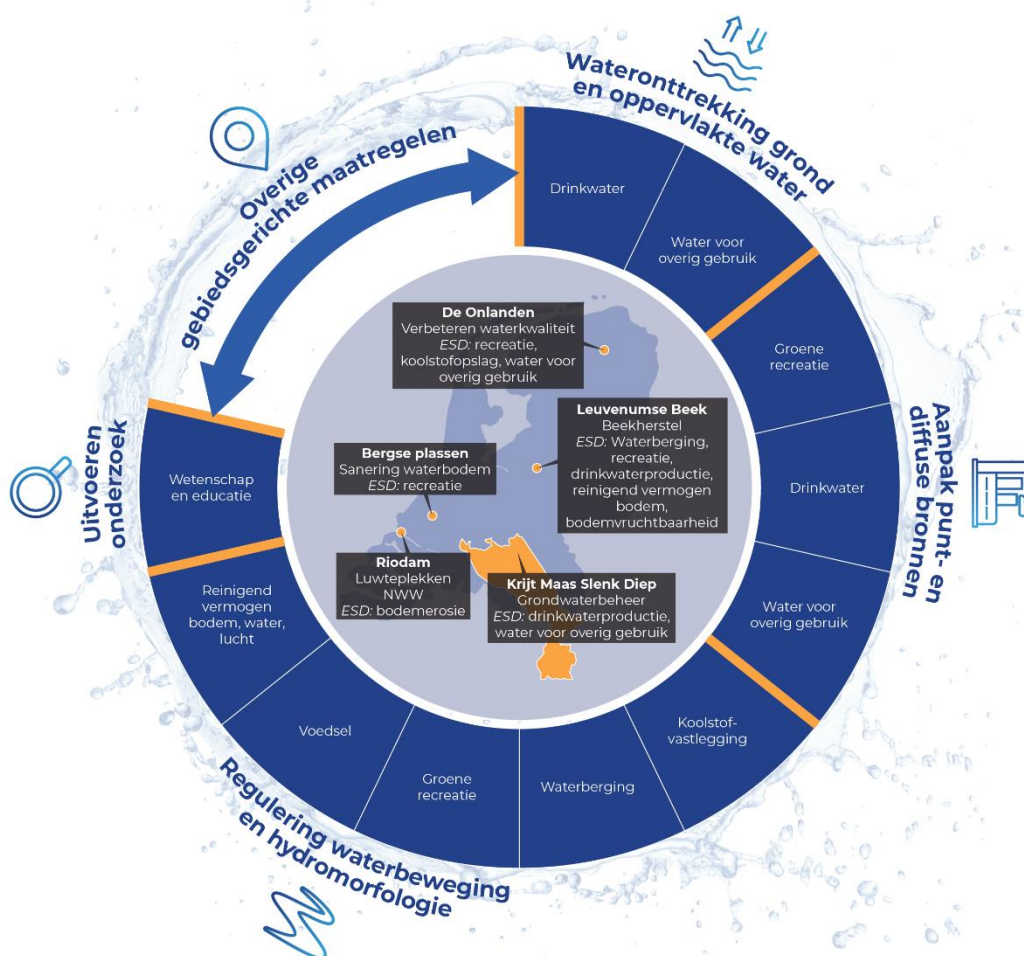 Wateronttrekking grond
en oppervlakte water
Overige
gebiedsgerichte maatregelen
Drinkwater
Water voor
overig gebruik
Groene
recreatie
Drinkwater
Water voor
overig gebruik
Aanpak punt- en
diffuse bronnen
Koolstof-
vastlegging
Waterberging
Groene
recreatie
Voedsel
Reinigend
vermogen
bodem, water,
lucht
Regulering waterbeweging
en hydromorfologie
Wetenschap
en educatie
Uitvoeren
onderzoek
De Onlanden
Verbeteren waterkwaliteit
ESD: recreatie,
koolstofopslag, water voor
overig gebruik
Leuvenumse Beek
Beekherstel
ESD: Waterberging,
recreatie,
drinkwaterproductie,
reinigend vermogen
bodem,
bodemvruchtbaarheid
Bergse plassen
Sanering waterbodem
ESD: recreatie
Riodam
Luwteplekken
NWW
ESD: bodemerosie
Krijt Maas Slenk Diep
Grondwaterbeheer
ESD: drinkwaterproductie,
water voor overig gebruik